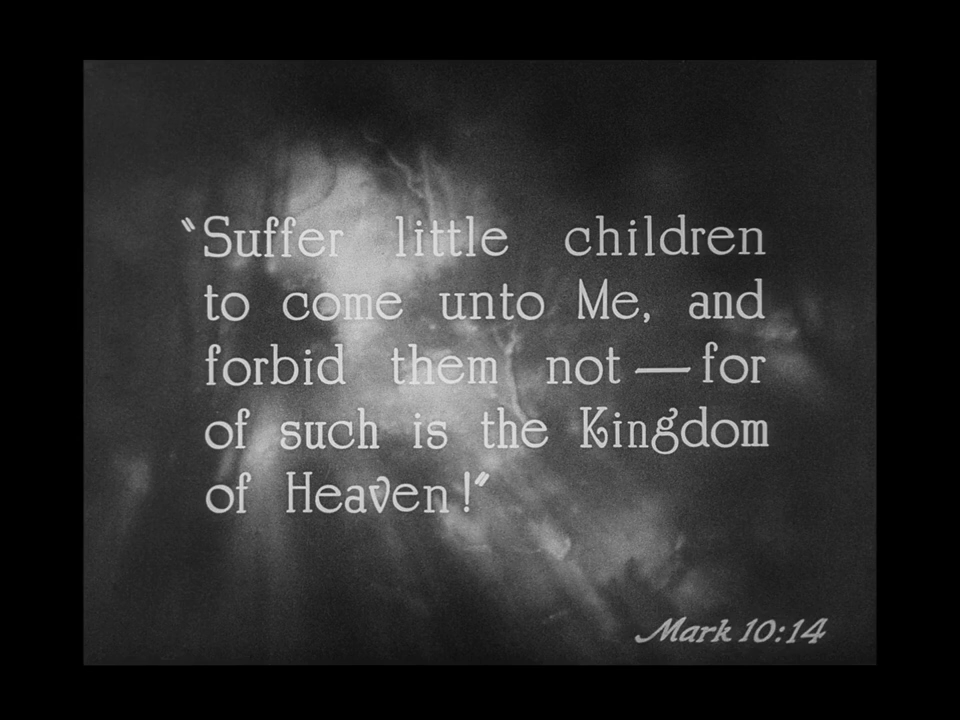 “Suffer little children
to come unto Me, and
forbid them not — for
of such is the Kingdom
of Heaven!”
Mark 10:14